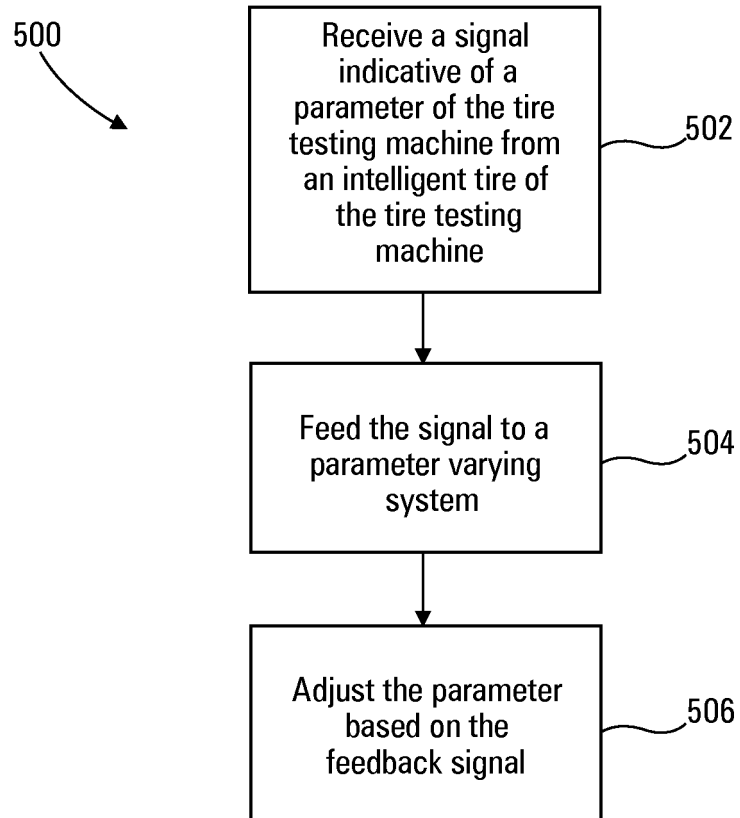 500
Receive a signal
indicative of a
parameter of the tire
testing machine from
an intelligent tire of
the tire testing
machine
502
Feed the signal to a
parameter varying
system
504
Adjust the parameter
based on the
feedback signal
506